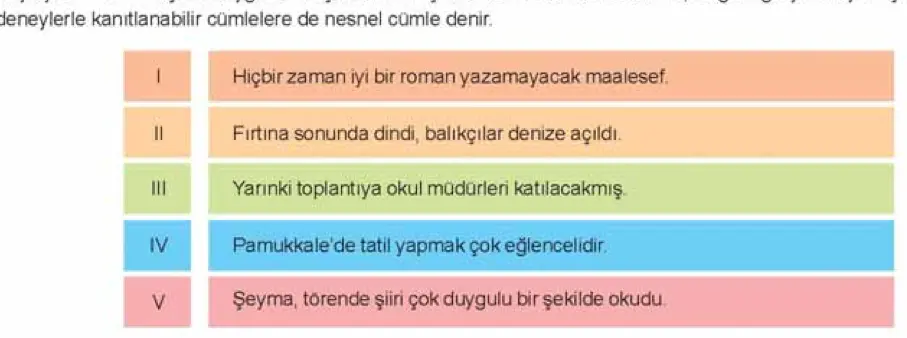 deneylerle kanıtlanabilir cümlelere de nesnel cümle denir.
I Hiçbir zaman iyi bir roman yazamayacak maalesef.
II Fırtına sonunda dindi, balıkçılar denize açıldı.
III Yarınki toplantıya okul müdürleri katılacakmış.
IV Pamukkale'de tatil yapmak çok eğlencelidir.
V Şeyma, törende şiiri çok duygulu bir şekilde okudu.